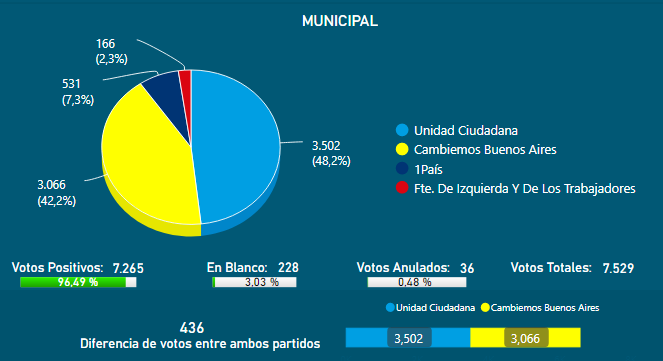 MUNICIPAL
166
(2,3%)
531
(7,3%)
3.502
(48,2%)
3.066
(42,2%)
Unidad Ciudadana
Cambiemos Buenos Aires
1País
Fte. De Izquierda Y De Los Trabajadores
Votos Positivos: 7.265
96,49 %
En Blanco: 228
3,03 %
Votos Anulados: 36
0,48 %
Votos Totales: 7.529
Unidad Ciudadana Cambiemos Buenos Aires
436
Diferencia de votos entre ambos partidos
3,502 3,066